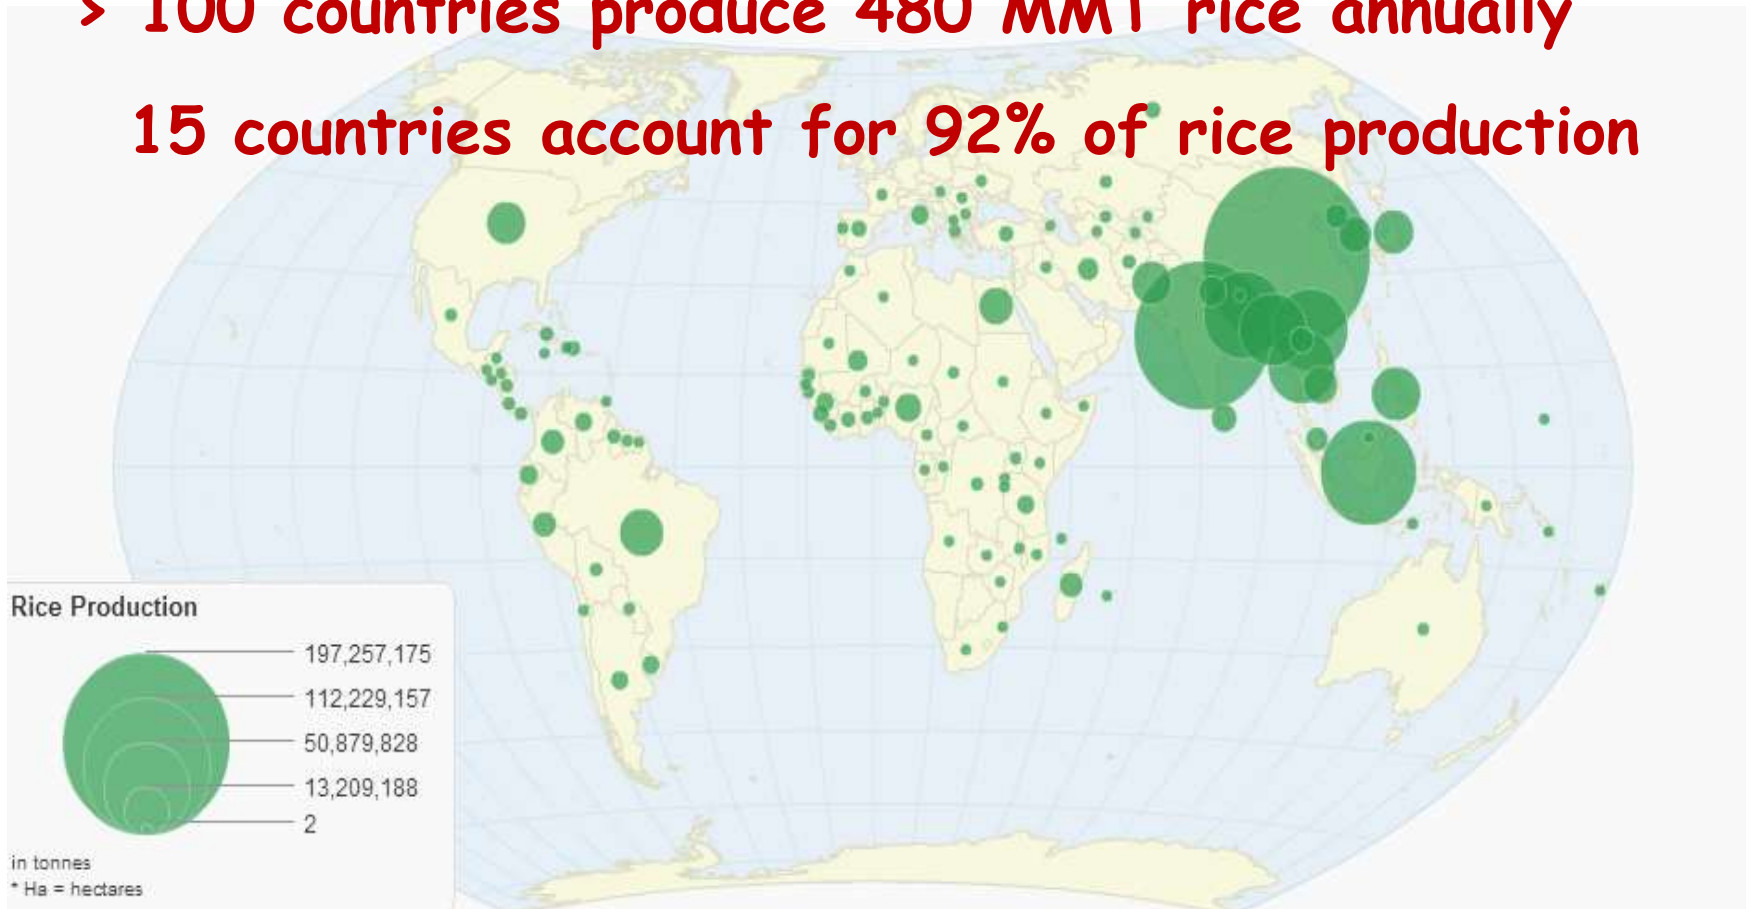 > 100 countries produce 480 MMT rice annually
15 countries account for 92% of rice production
Rice Production
197,257,175
112,229,157
50,879,828
13,209,188
2
in tonnes
* Ha = hectares